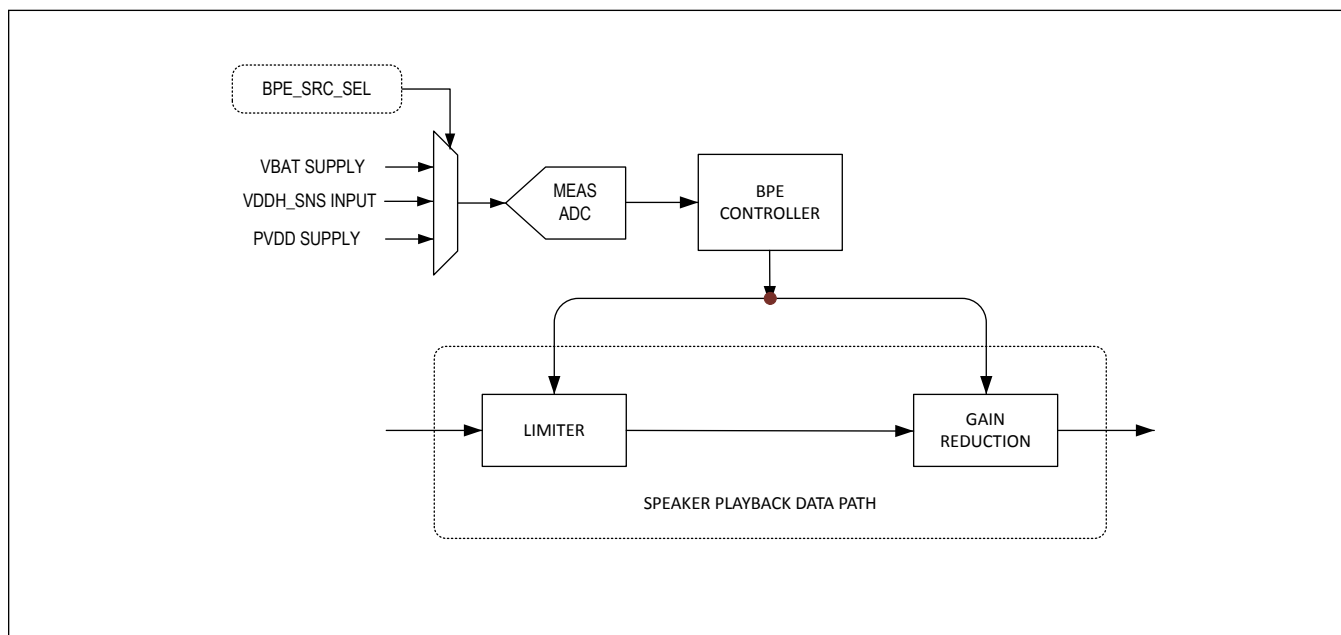 BPE_SRC_SEL
VBAT SUPPLY
VDDH_SNS INPUT
PVDD SUPPLY
MEAS
ADC
BPE
CONTROLLER
LIMITER
GAIN
REDUCTION
SPEAKER PLAYBACK DATA PATH